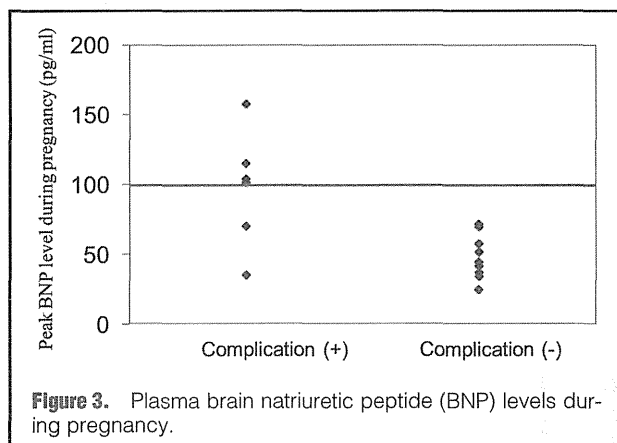 Peak BNP level during pregnancy (pg/ml)
200
150
100
50
0
Complication (+)
Complication (-)
Figure 3. Plasma brain natriuretic peptide (BNP) levels dur-
ing pregnancy.